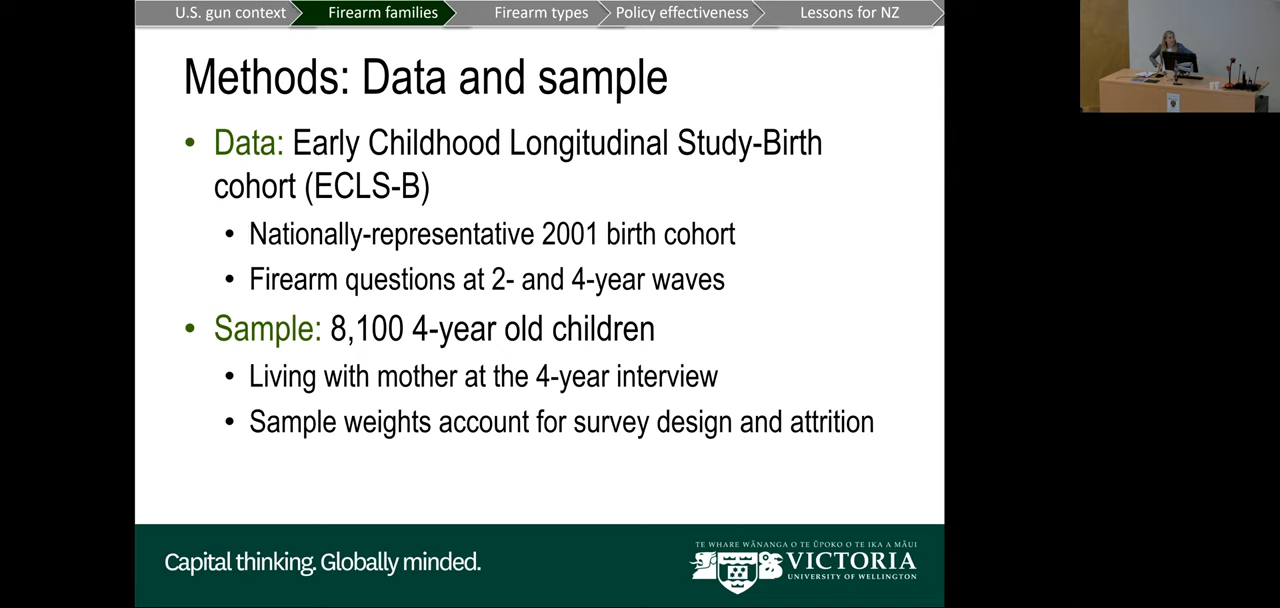 U.S. gun context
Firearm families
Firearm types
Policy effectiveness
Lessons for NZ
Methods: Data and sample
• Data: Early Childhood Longitudinal Study-Birth
cohort (ECLS-B)
• Nationally-representative 2001 birth cohort
• Firearm questions at 2- and 4-year waves
• Sample: 8,100 4-year old children
• Living with mother at the 4-year interview
• Sample weights account for survey design and attrition
Capital thinking. Globally minded.
TE WHARE WĀNANGA O TE ŪPOKO O TE IKA A MĀUI
VICTORIA
UNIVERSITY OF WELLINGTON